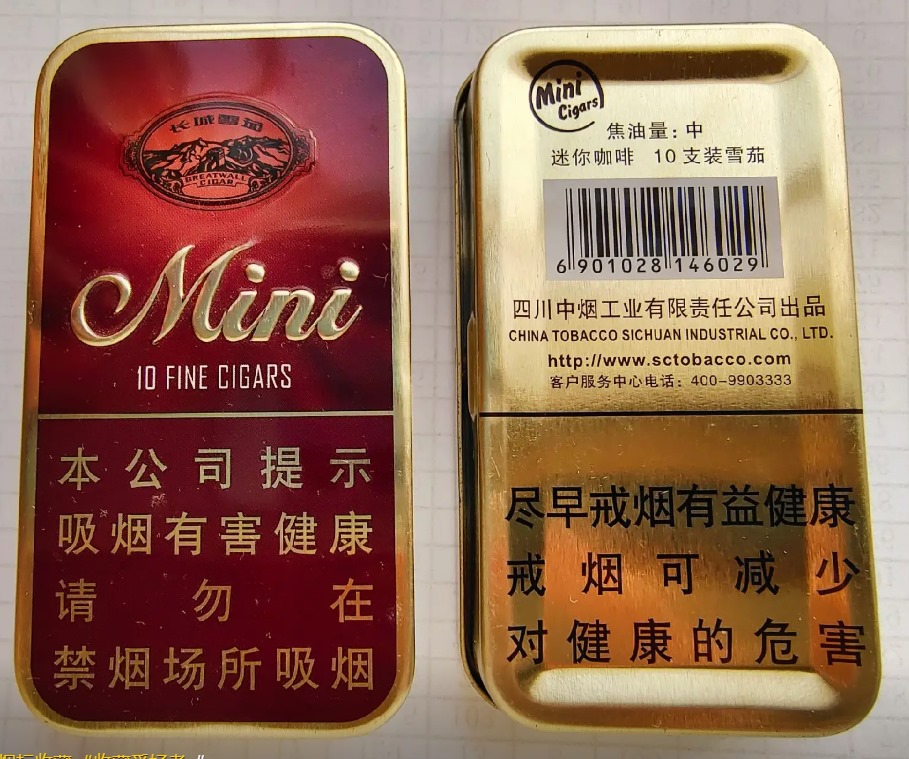 长城雪茄
GREATWALL
CIGAR
Mini
10 FINE CIGARS
本公司提示
吸烟有害健康
请勿在
禁烟场所吸烟
Mini
Cigars
焦油量：中
迷你咖啡 10支装雪茄
6 901028 146029
四川中烟工业有限责任公司出品
CHINA TOBACCO SICHUAN INDUSTRIAL CO., LTD.
http://www.sctobacco.com
客户服务中心电话：400-9903333
尽早戒烟有益健康
戒烟可减少
对健康的危害